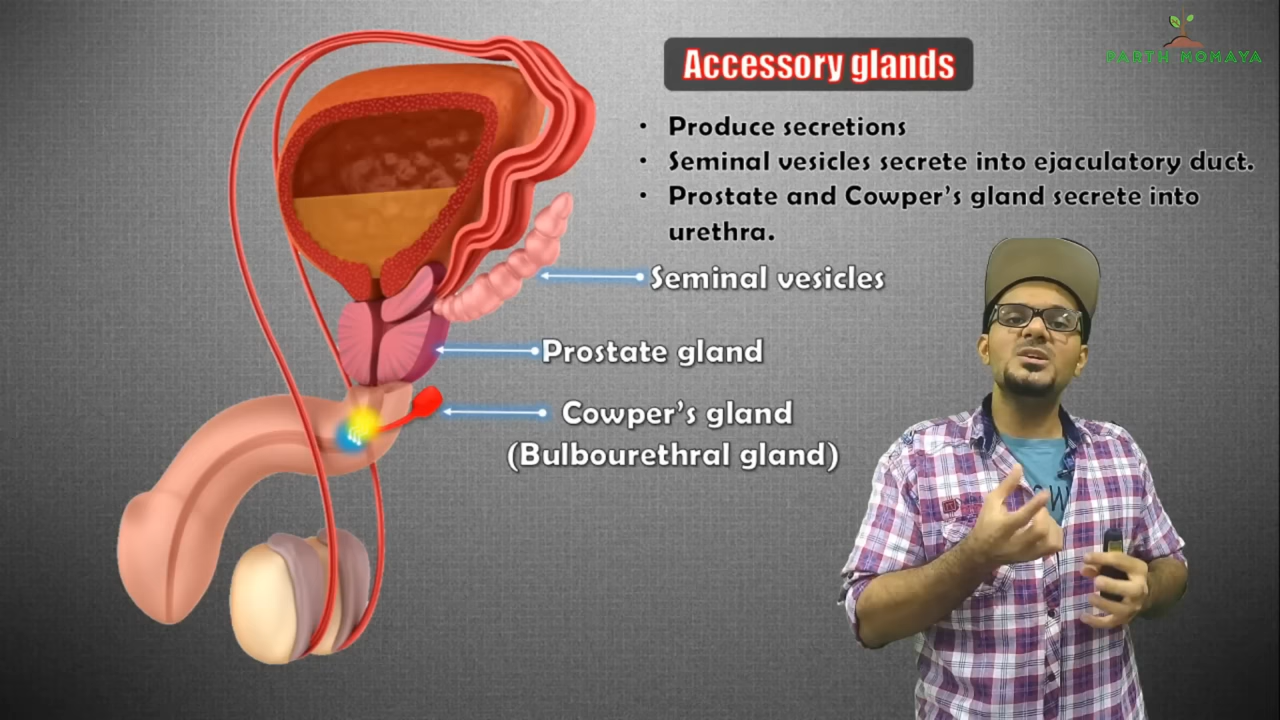 PARTH NOMAYA
Accessory glands
• Produce secretions
• Seminal vesicles secrete into ejaculatory duct.
• Prostate and Cowper's gland secrete into
urethra.
Seminal vesicles
Prostate gland
Cowper's gland
(Bulbourethral gland)